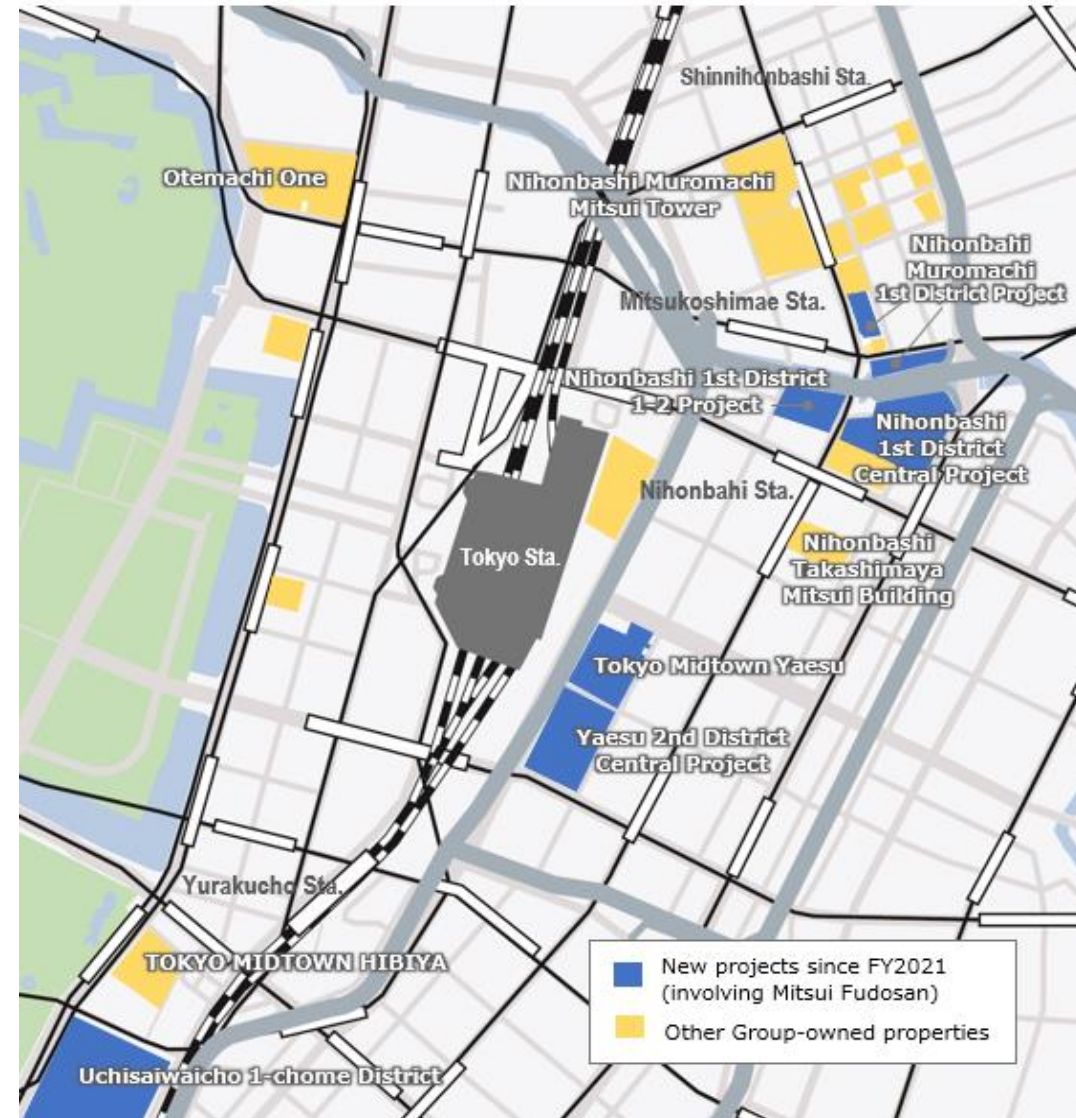 Shinnihonbashi Sta.
Otemachi One
Nihonbashi Muromachi
Mitsui Tower
Nihonbahi
Muromachi
1st District Project
Mitsukoshimae Sta.
Nihonbashi 1st District
1-2 Project
Nihonbashi
1st District
Central Project
Nihonbahi Sta.
Tokyo Sta.
Nihonbashi
Takashimaya
Mitsui Building
Tokyo Midtown Yaesu
Yaesu 2nd District
Central Project
Yurakucho Sta.
TOKYO MIDTOWN HIBIYA
New projects since FY2021
(involving Mitsui Fudosan)
Other Group-owned properties
Uchisaiwaicho 1-chome District